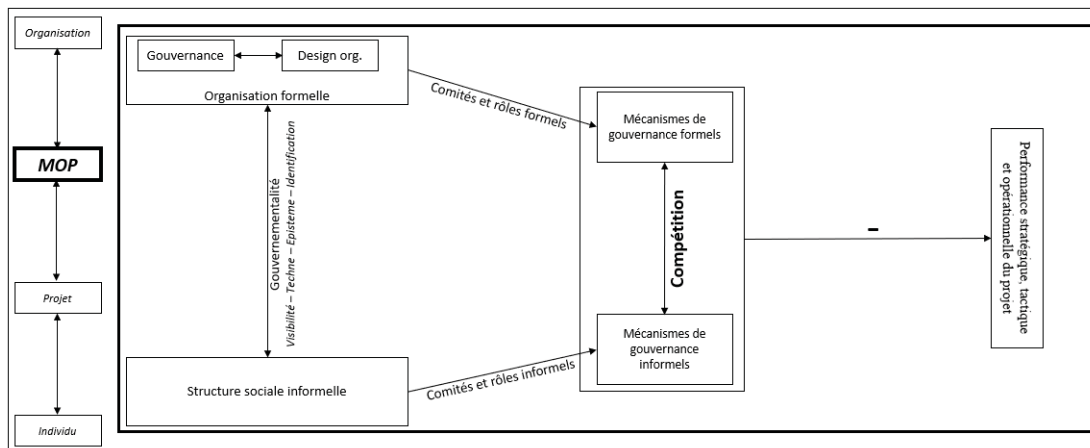 Organisation
MOP
Projet
Individu
Gouvernance
Design org.
Organisation formelle
Gouvernementalité
Visibilité – Techne – Episteme – Identification
Structure sociale informelle
Comités et rôles formels
Comités et rôles informels
Mécanismes de
gouvernance formels
Compétition
Mécanismes de
gouvernance
informels
–
Performance stratégique, tactique
et opérationnelle du projet